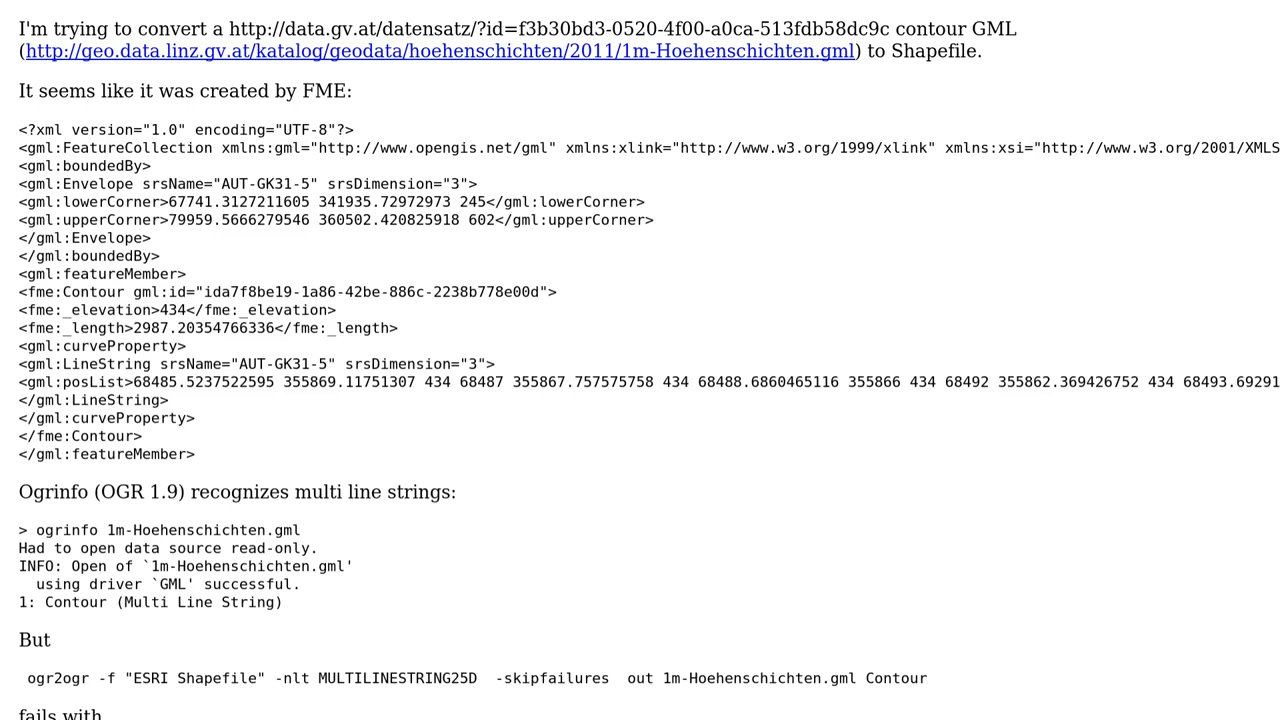 I'm trying to convert a http://data.gv.at/datensatz/?id=f3b30bd3-0520-4f00-a0ca-513fdb58dc9c contour GML
(http://geo.data.linz.gv.at/katalog/geodata/hoehenschichten/2011/1m-Hoehenschichten.gml) to Shapefile.
It seems like it was created by FME:
<?xml version="1.0" encoding="UTF-8"?>
<gml:FeatureCollection xmlns:gml="http://www.opengis.net/gml" xmlns:xlink="http://www.w3.org/1999/xlink" xmlns:xsi="http://www.w3.org/2001/XMLS
<gml:boundedBy>
<gml:Envelope srsName="AUT-GK31-5" srsDimension="3">
<gml:lowerCorner>67741.3127211605 341935.72972973 245</gml:lowerCorner>
<gml:upperCorner>79959.5666279546 360502.420825918 602</gml:upperCorner>
</gml:Envelope>
</gml:boundedBy>
<gml:featureMember>
<fme:Contour gml:id="ida7f8be19-1a86-42be-886c-2238b778e00d">
<fme:_elevation>434</fme:_elevation>
<fme:_length>2987.20354766336</fme:_length>
<gml:curveProperty>
<gml:LineString srsName="AUT-GK31-5" srsDimension="3">
<gml:posList>68485.5237522595 355869.11751307 434 68487 355867.757575758 434 68488.6860465116 355866 434 68492 355862.369426752 434 68493.69291
</gml:LineString>
</gml:curveProperty>
</fme:Contour>
</gml:featureMember>
Ogrinfo (OGR 1.9) recognizes multi line strings:
> ogrinfo 1m-Hoehenschichten.gml
Had to open data source read-only.
INFO: Open of `1m-Hoehenschichten.gml'
using driver `GML' successful.
1: Contour (Multi Line String)
But
ogr2ogr -f "ESRI Shapefile" -nlt MULTILINESTRING25D  -skipfailures  out 1m-Hoehenschichten.gml Contour
fails with